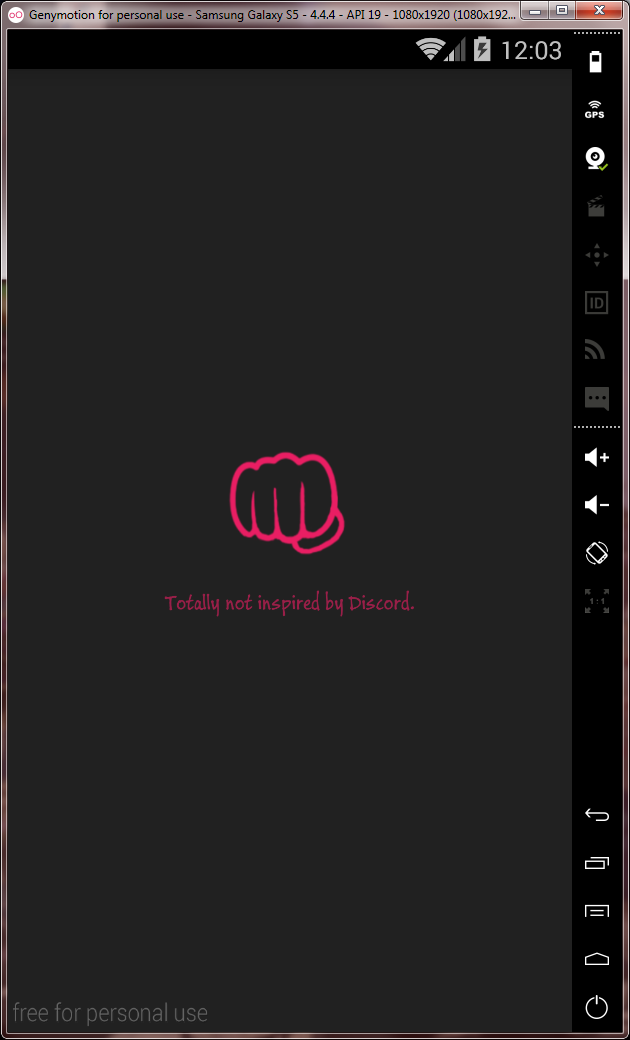 Genymotion for personal use - Samsung Galaxy S5 - 4.4.4 - API 19 - 1080x1920 (1080x192...
12:03
GPS
ID
1:1
Totally not inspired by Discord.
free for personal use